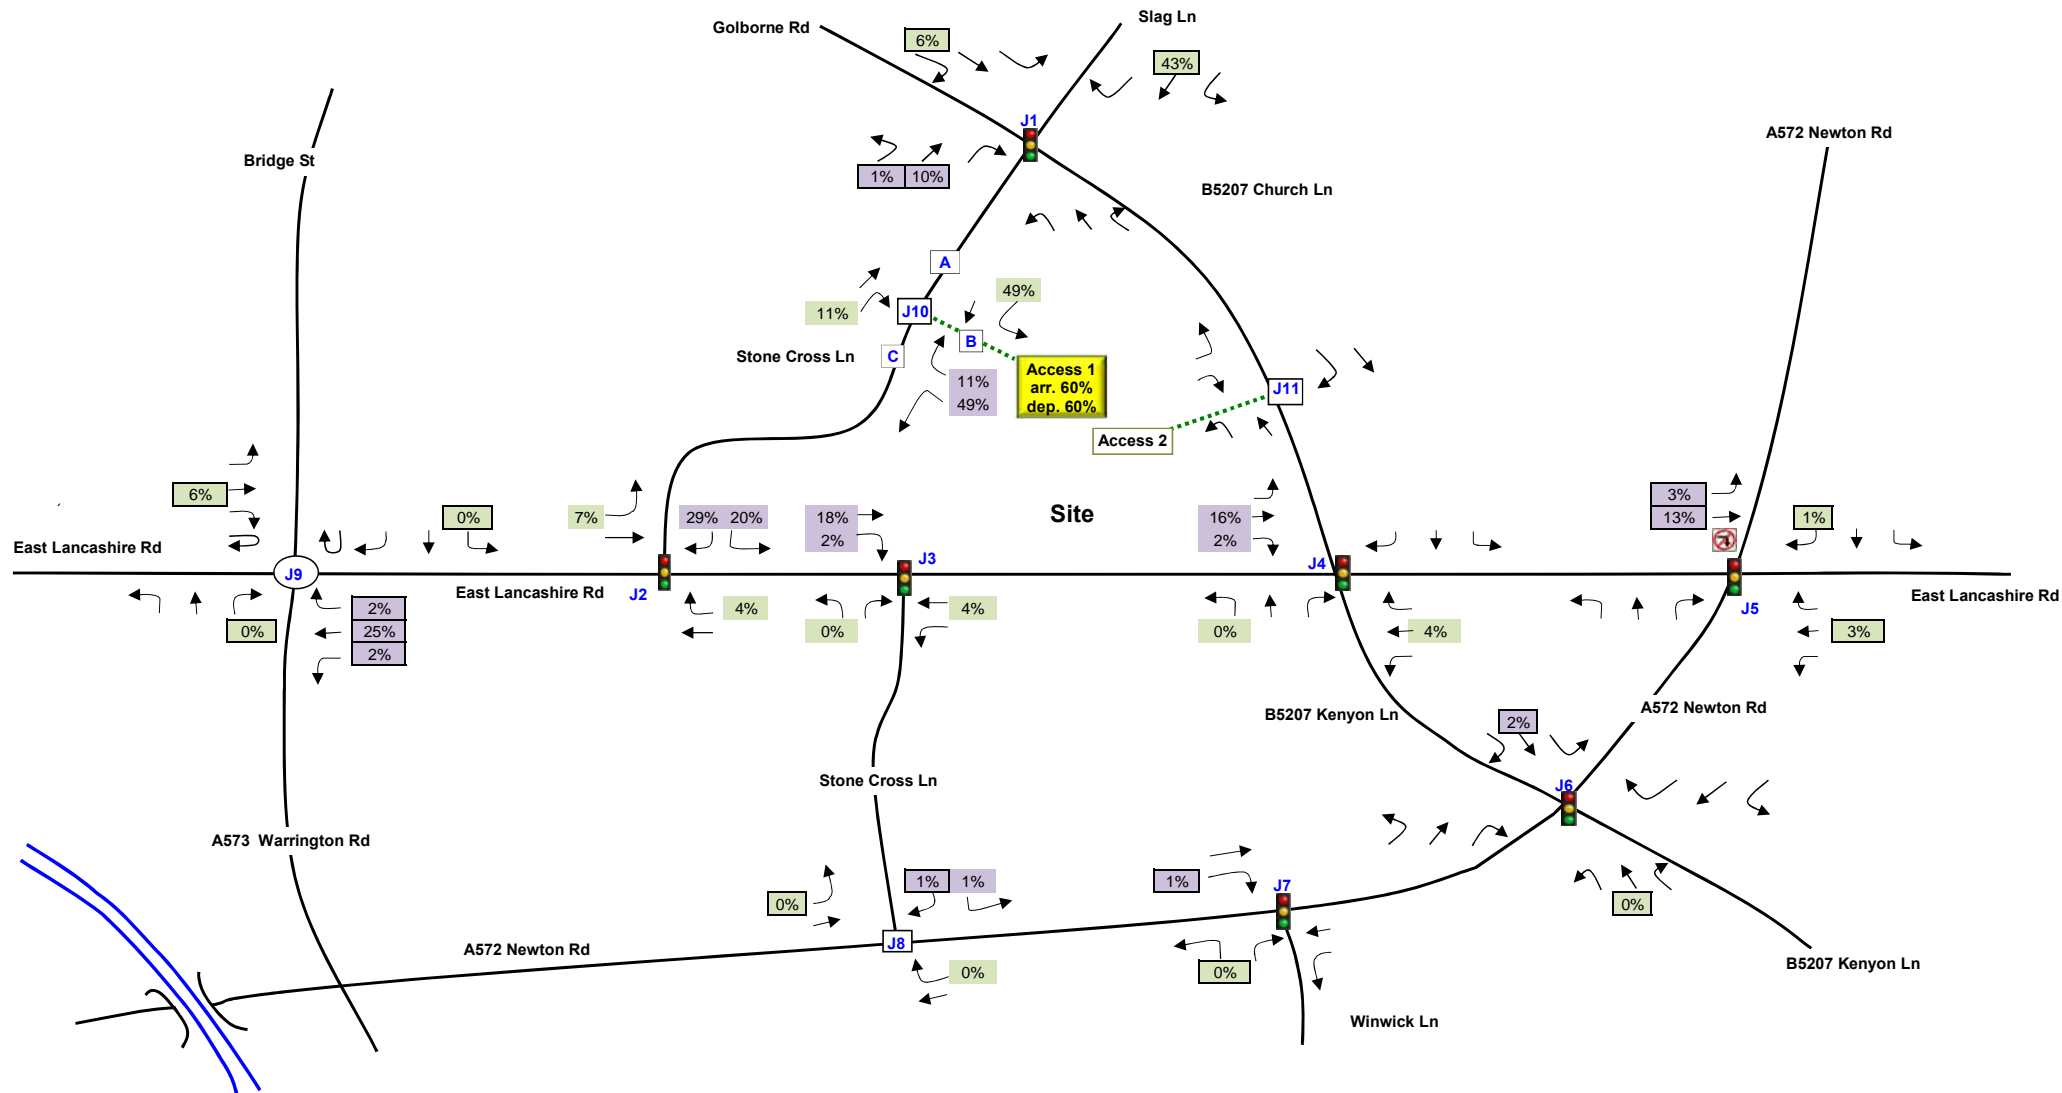 Slag Ln
Golborne Rd
6%
43%
J1
A572 Newton Rd
Bridge St
1% 10%
B5207 Church Ln
A
49%
11%
J10
B
Stone Cross Ln
C
Access 1
arr. 60%
dep. 60%
11%
49%
J11
Access 2
6%
0%
7%
29% 20%
18%
2%
Site
16%
2%
3%
13%
1%
East Lancashire Rd
J9
East Lancashire Rd
J2
J3
J4
J5
East Lancashire Rd
0%
2%
25%
2%
4%
0%
4%
0%
4%
3%
B5207 Kenyon Ln
A572 Newton Rd
2%
Stone Cross Ln
J6
A573 Warrington Rd
0%
1% 1%
1%
J7
0%
A572 Newton Rd
J8
0%
0%
B5207 Kenyon Ln
Winwick Ln